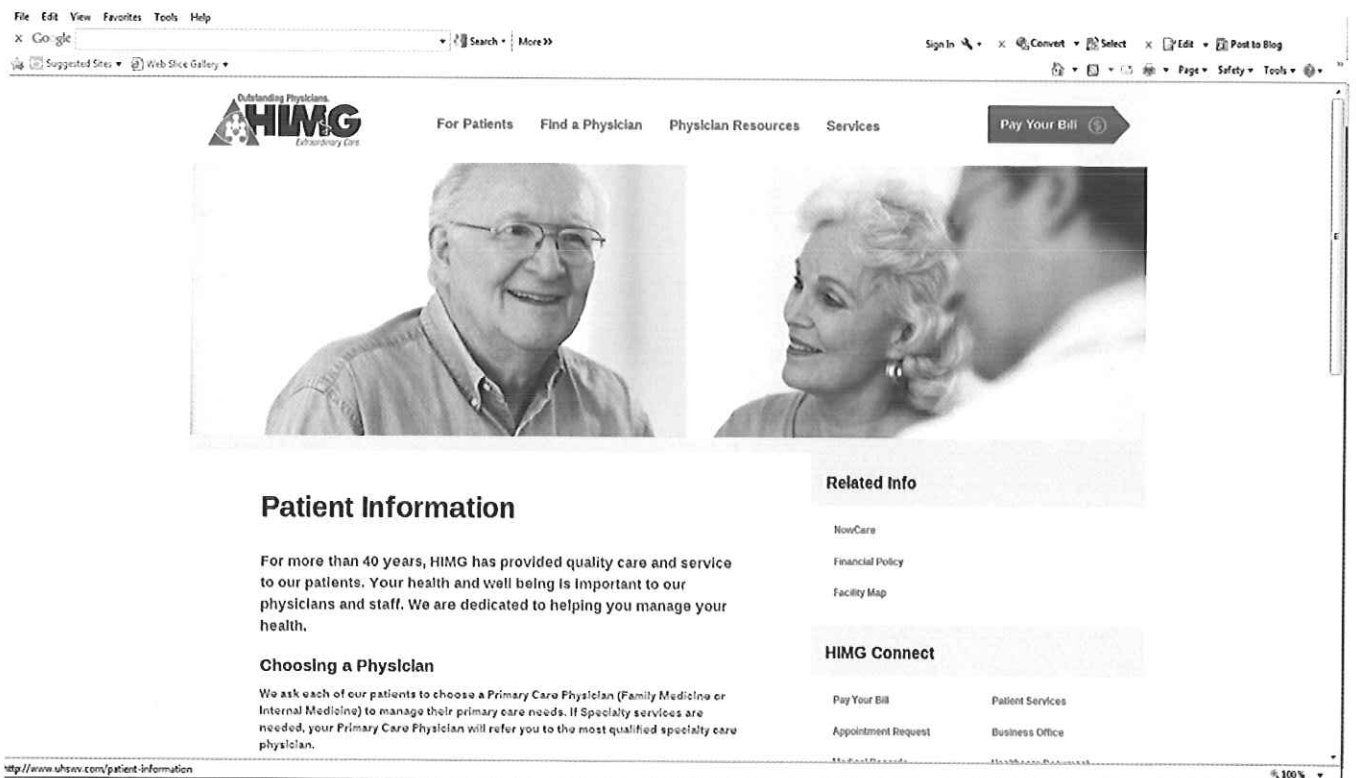 File Edit View Favorites Tools Help
x Google Search More >>
Sign In x Convert Select x Edit Post to Blog
Suggested Sites Web Slice Gallery
Page Safety Tools
Outstanding Physicians.
HIMG
Extraordinary Care
For Patients Find a Physician Physician Resources Services
Pay Your Bill $
Patient Information
For more than 40 years, HIMG has provided quality care and service
to our patients. Your health and well being is important to our
physicians and staff. We are dedicated to helping you manage your
health.
Choosing a Physician
We ask each of our patients to choose a Primary Care Physician (Family Medicine or
Internal Medicine) to manage their primary care needs. If Specialty services are
needed, your Primary Care Physician will refer you to the most qualified specialty care
physician.
Related Info
NowCare
Financial Policy
Facility Map
HIMG Connect
Pay Your Bill Patient Services
Appointment Request Business Office
http://www.uhswv.com/patient-information
100%